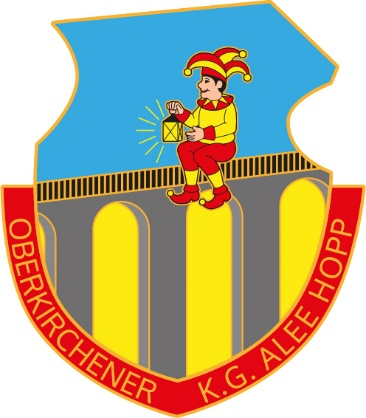 OBERKIRCHENER K.G. ALEE HOPP